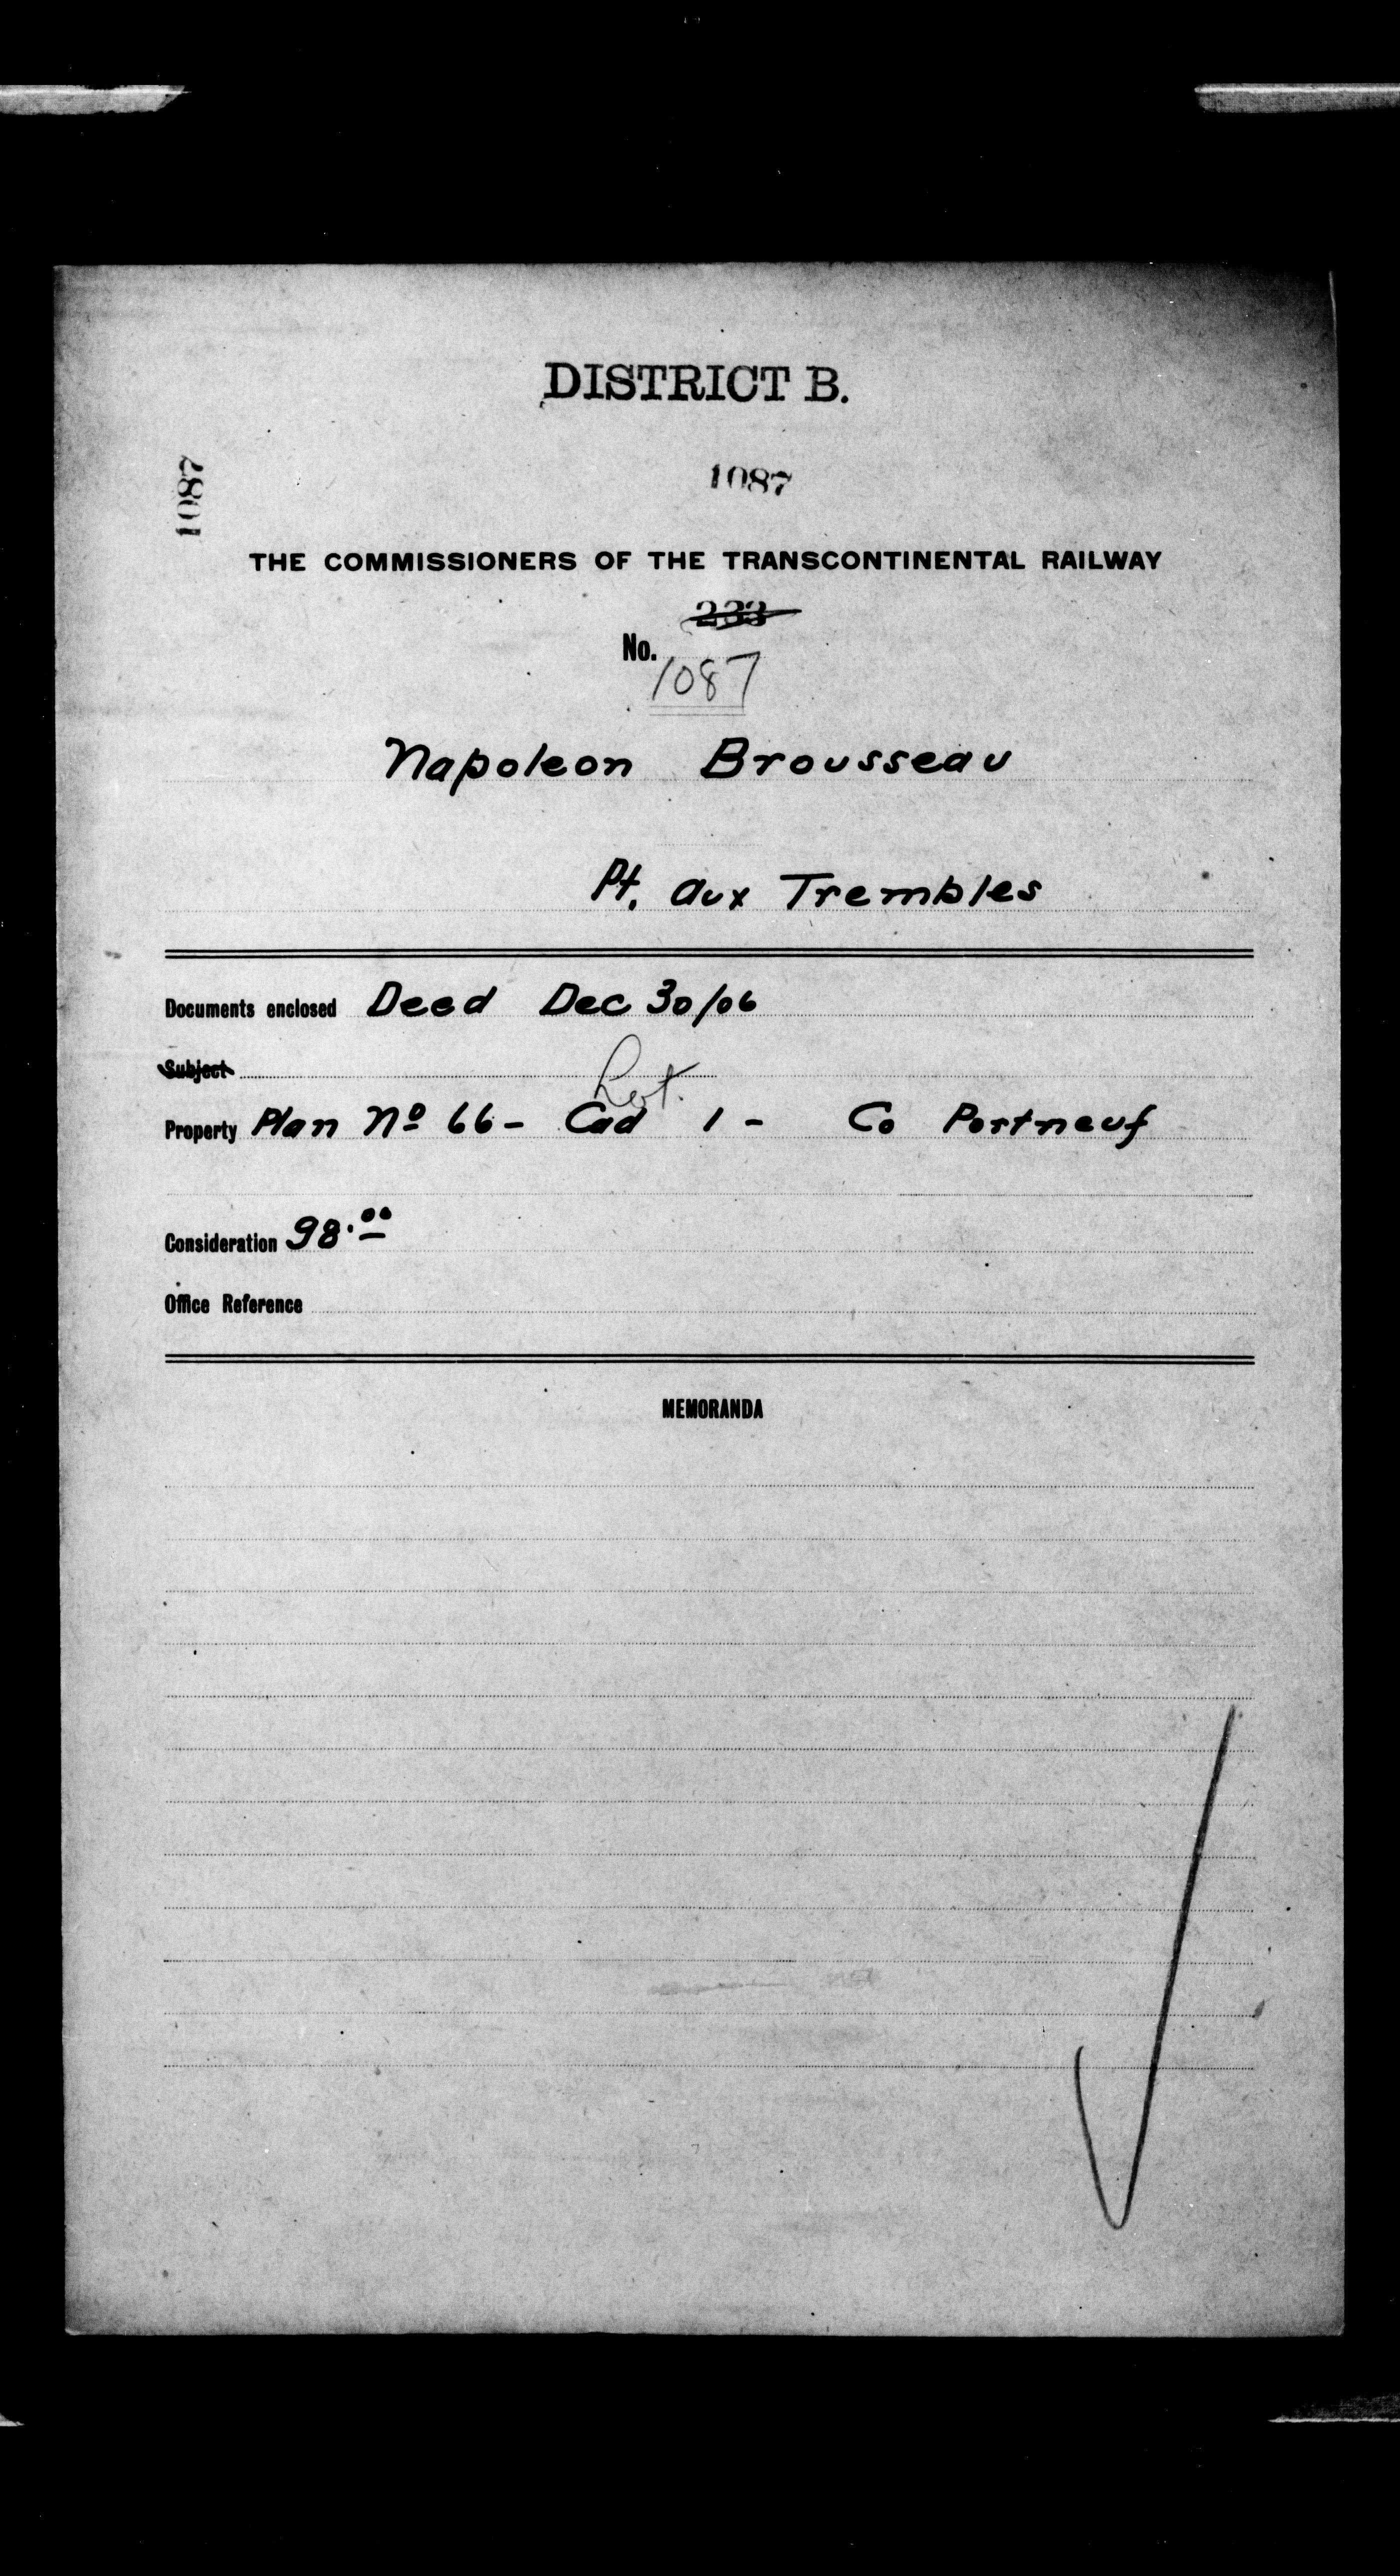 DISTRICT B.
1087
1087
THE COMMISSIONERS OF THE TRANSCONTINENTAL RAILWAY
233
No.
1087
Napoleon Brousseau
Pt. aux Trembles
Documents enclosed Deed Dec 30/06
Subject
Lot.
Property Plan No 66 - Cad 1 - Co Portneuf
Consideration 98.00
Office Reference
MEMORANDA